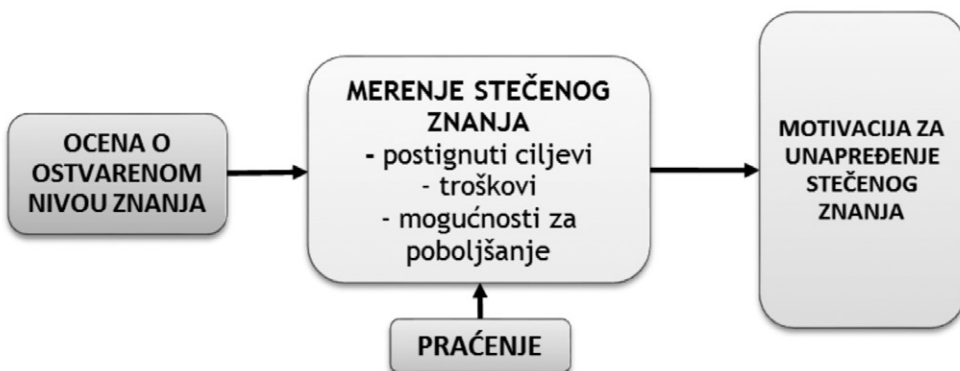 OCENA O
OSTVARENOM
NIVOU ZNANJA
MERENJE STEČENOG
ZNANJA
- postignuti ciljevi
- troškovi
- mogućnosti za
poboljšanje
PRAĆENJE
MOTIVACIJA ZA
UNAPREĐENJE
STEČENOG
ZNANJA